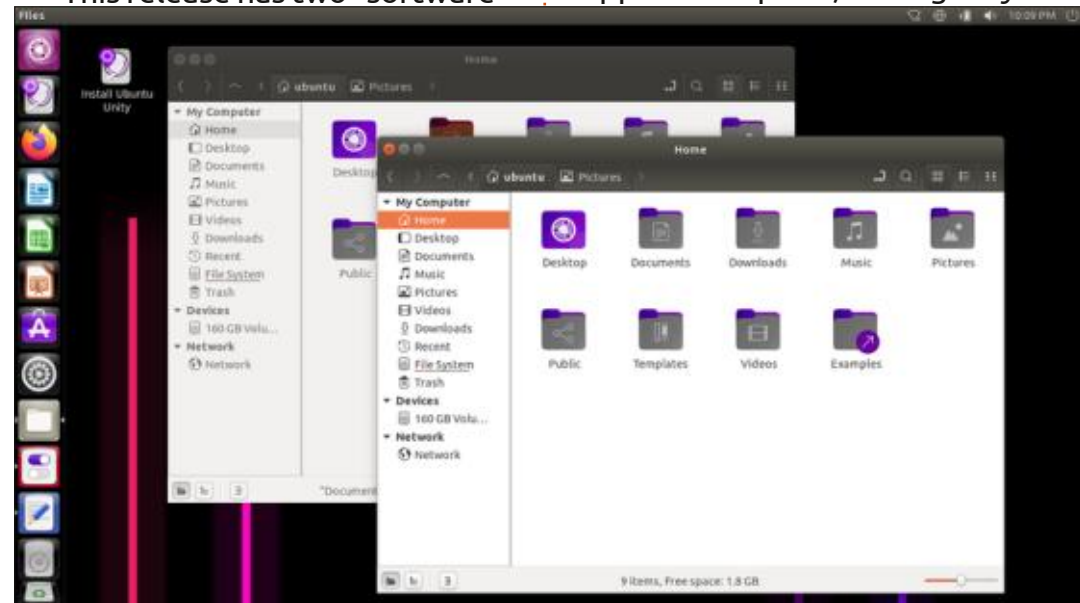 Files
10:09 PM
Install Ubuntu
Unity
Home
ubuntu Pictures
My Computer
Home
Desktop
Documents
Music
Pictures
Videos
Downloads
Recent
File System
Trash
Devices
160 GB Volu...
Network
Network
Desktop
Public
"Document
Home
ubuntu Pictures
My Computer
Home
Desktop
Documents
Music
Pictures
Videos
Downloads
Recent
File System
Trash
Devices
160 GB Volu...
Network
Network
Desktop Documents Downloads Music Pictures
Public Templates Videos Examples
9 items, Free space: 1.8 GB